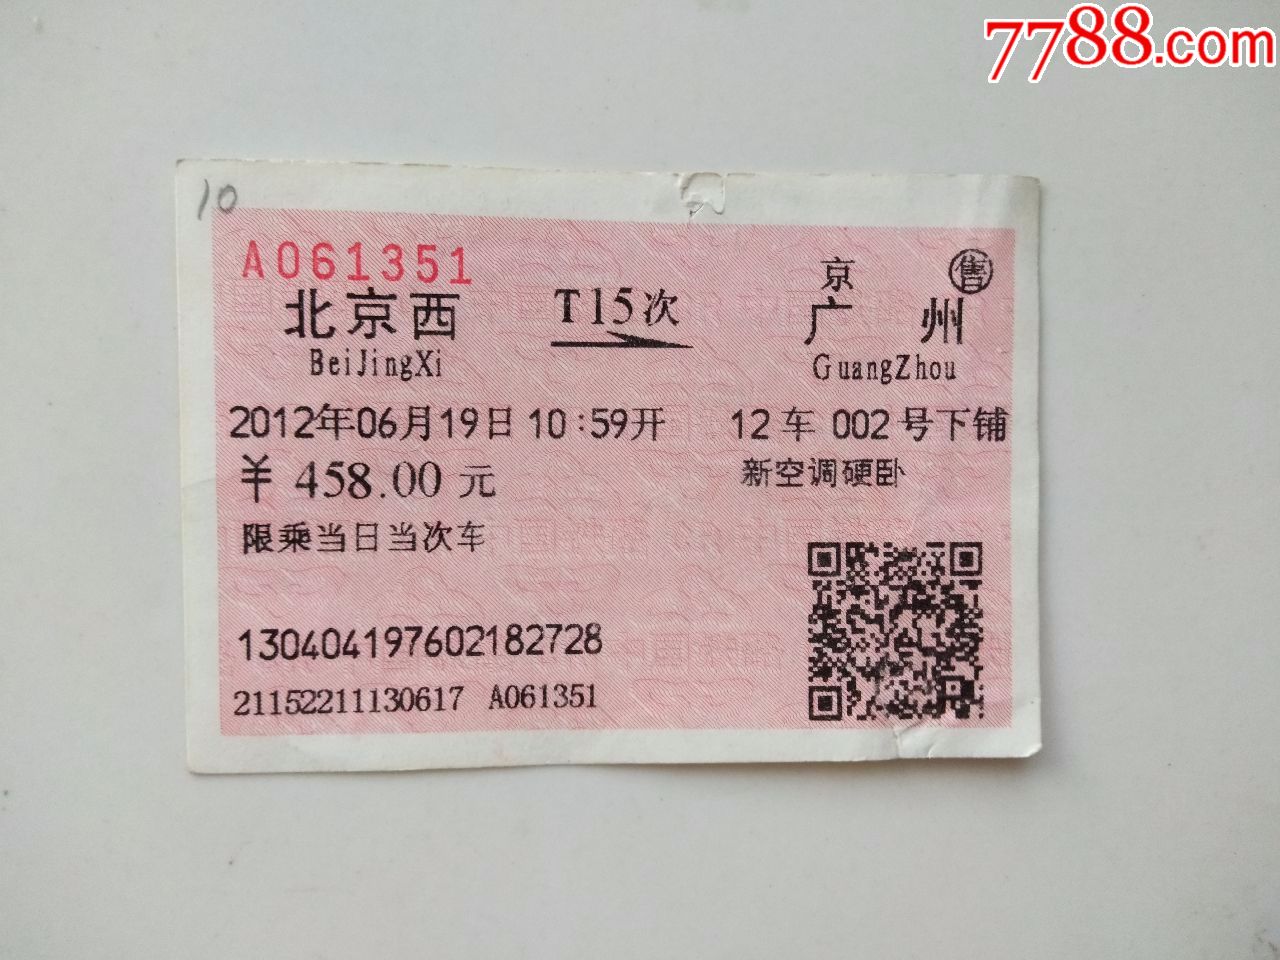 7788.com
10
A061351
京 售
北京西 T15次 广州
BeiJingXi GuangZhou
2012年06月19日 10:59开 12车 002号下铺
¥ 458.00元 新空调硬卧
限乘当日当次车
130404197602182728
21152211130617 A061351